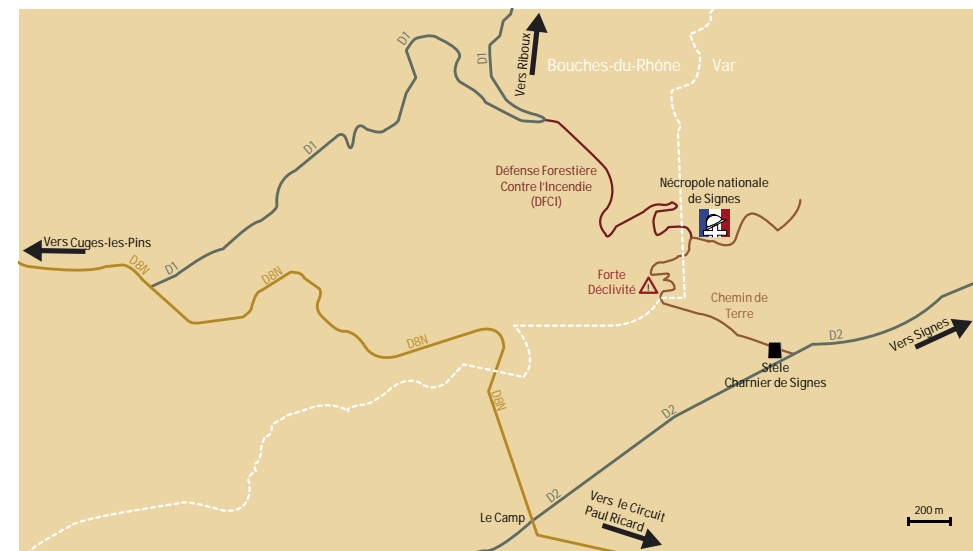 D1
D1
Vers Riboux
Bouches-du-Rhône
Var
D1
Défense Forestière
Contre l'Incendie
(DFCI)
Nécropole nationale
de Signes
Vers Cuges-les-Pins
D8N
D1
D8N
Forte
Déclivité
Chemin de
Terre
D8N
D2
Vers Signes
Stèle
Charnier de Signes
D8N
D2
D2
Le Camp
Vers le Circuit
Paul Ricard
200 m